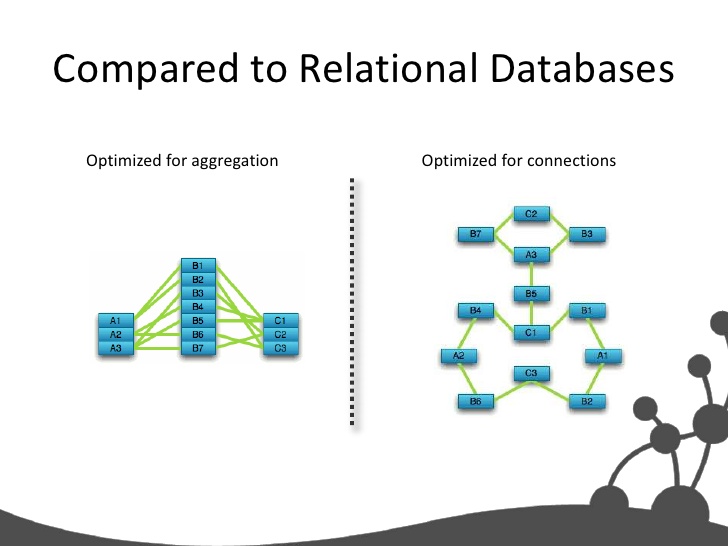 Compared to Relational Databases
Optimized for aggregation
Optimized for connections
B1
B2
B3
B4
A1
B5
C1
A2
B6
C2
A3
B7
C3
C2
B7
B3
A3
B5
B4
B1
C1
A2
A1
C3
B6
B2